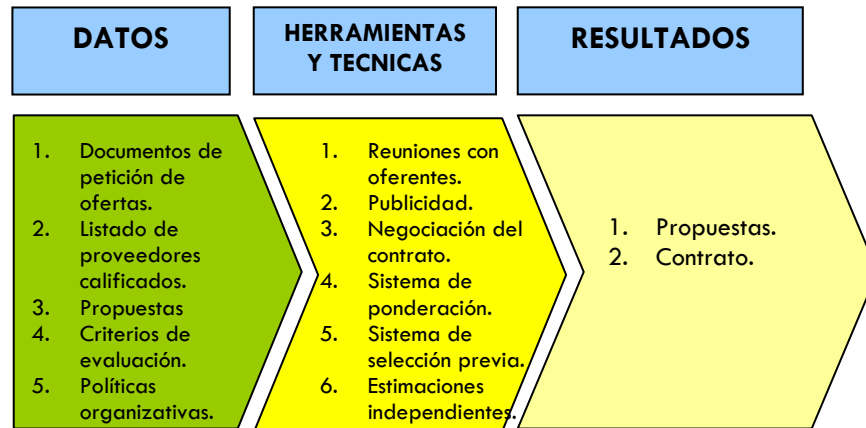 DATOS
HERRAMIENTAS
Y TECNICAS
RESULTADOS
1. Documentos de
petición de
ofertas.
2. Listado de
proveedores
calificados.
3. Propuestas
4. Criterios de
evaluación.
5. Políticas
organizativas.
1. Reuniones con
oferentes.
2. Publicidad.
3. Negociación del
contrato.
4. Sistema de
ponderación.
5. Sistema de
selección previa.
6. Estimaciones
independientes.
1. Propuestas.
2. Contrato.